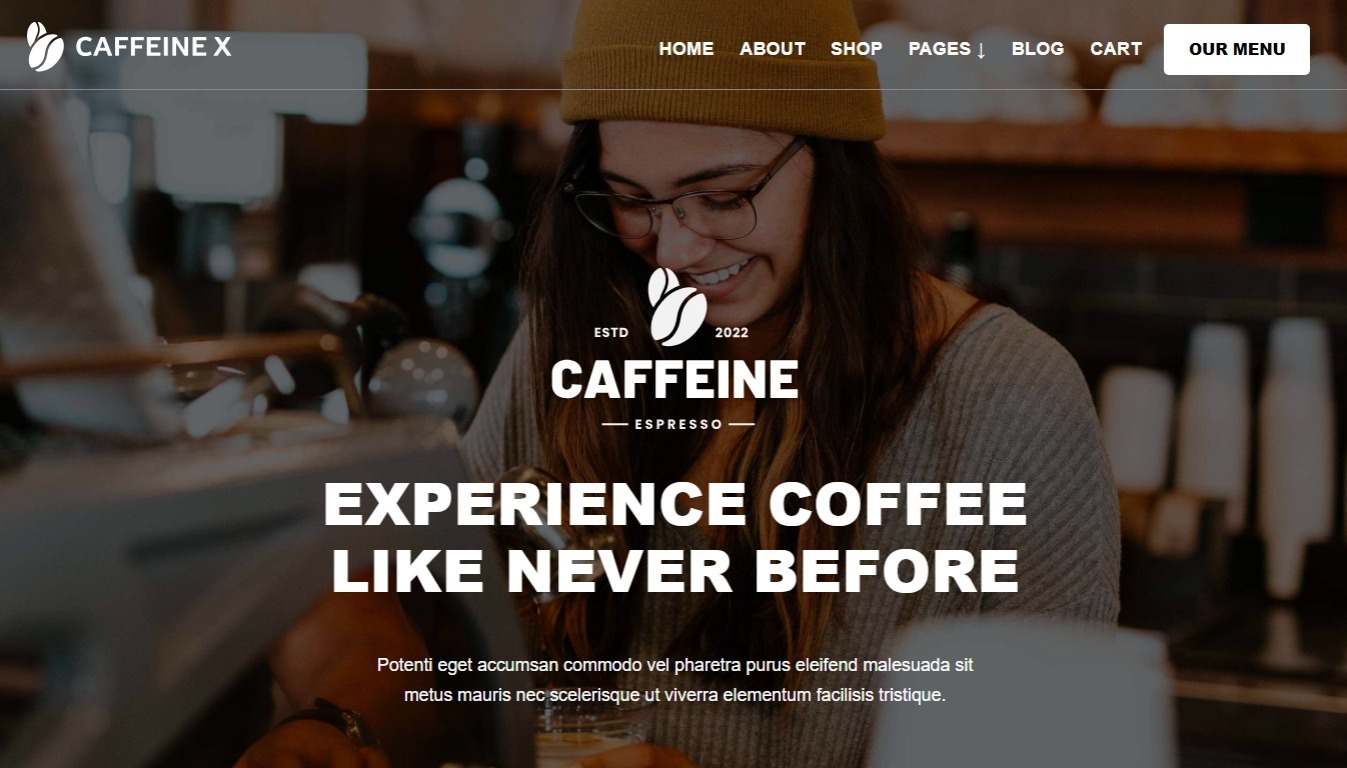 CAFFEINE X
HOME ABOUT SHOP PAGES ↓ BLOG CART OUR MENU
ESTD 2022
CAFFEINE
ESPRESSO
EXPERIENCE COFFEE
LIKE NEVER BEFORE
Potenti eget accumsan commodo vel pharetra purus eleifend malesuada sit
metus mauris nec scelerisque ut viverra elementum facilisis tristique.